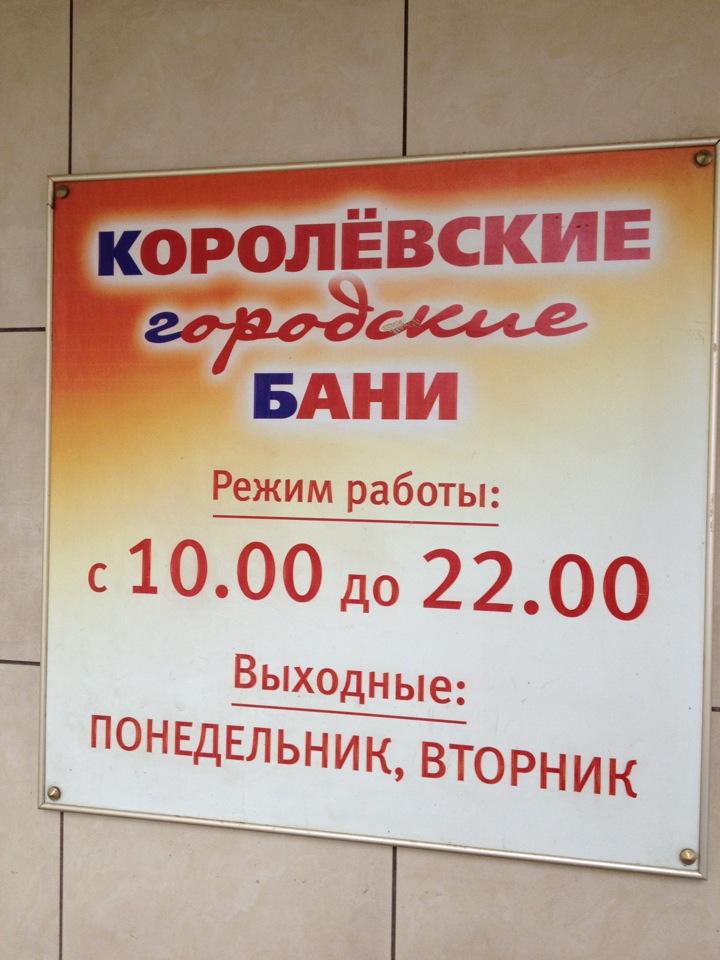 КОРОЛЁВСКИЕ
городские
БАНИ
Режим работы:
с 10.00 до 22.00
Выходные:
ПОНЕДЕЛЬНИК, ВТОРНИК